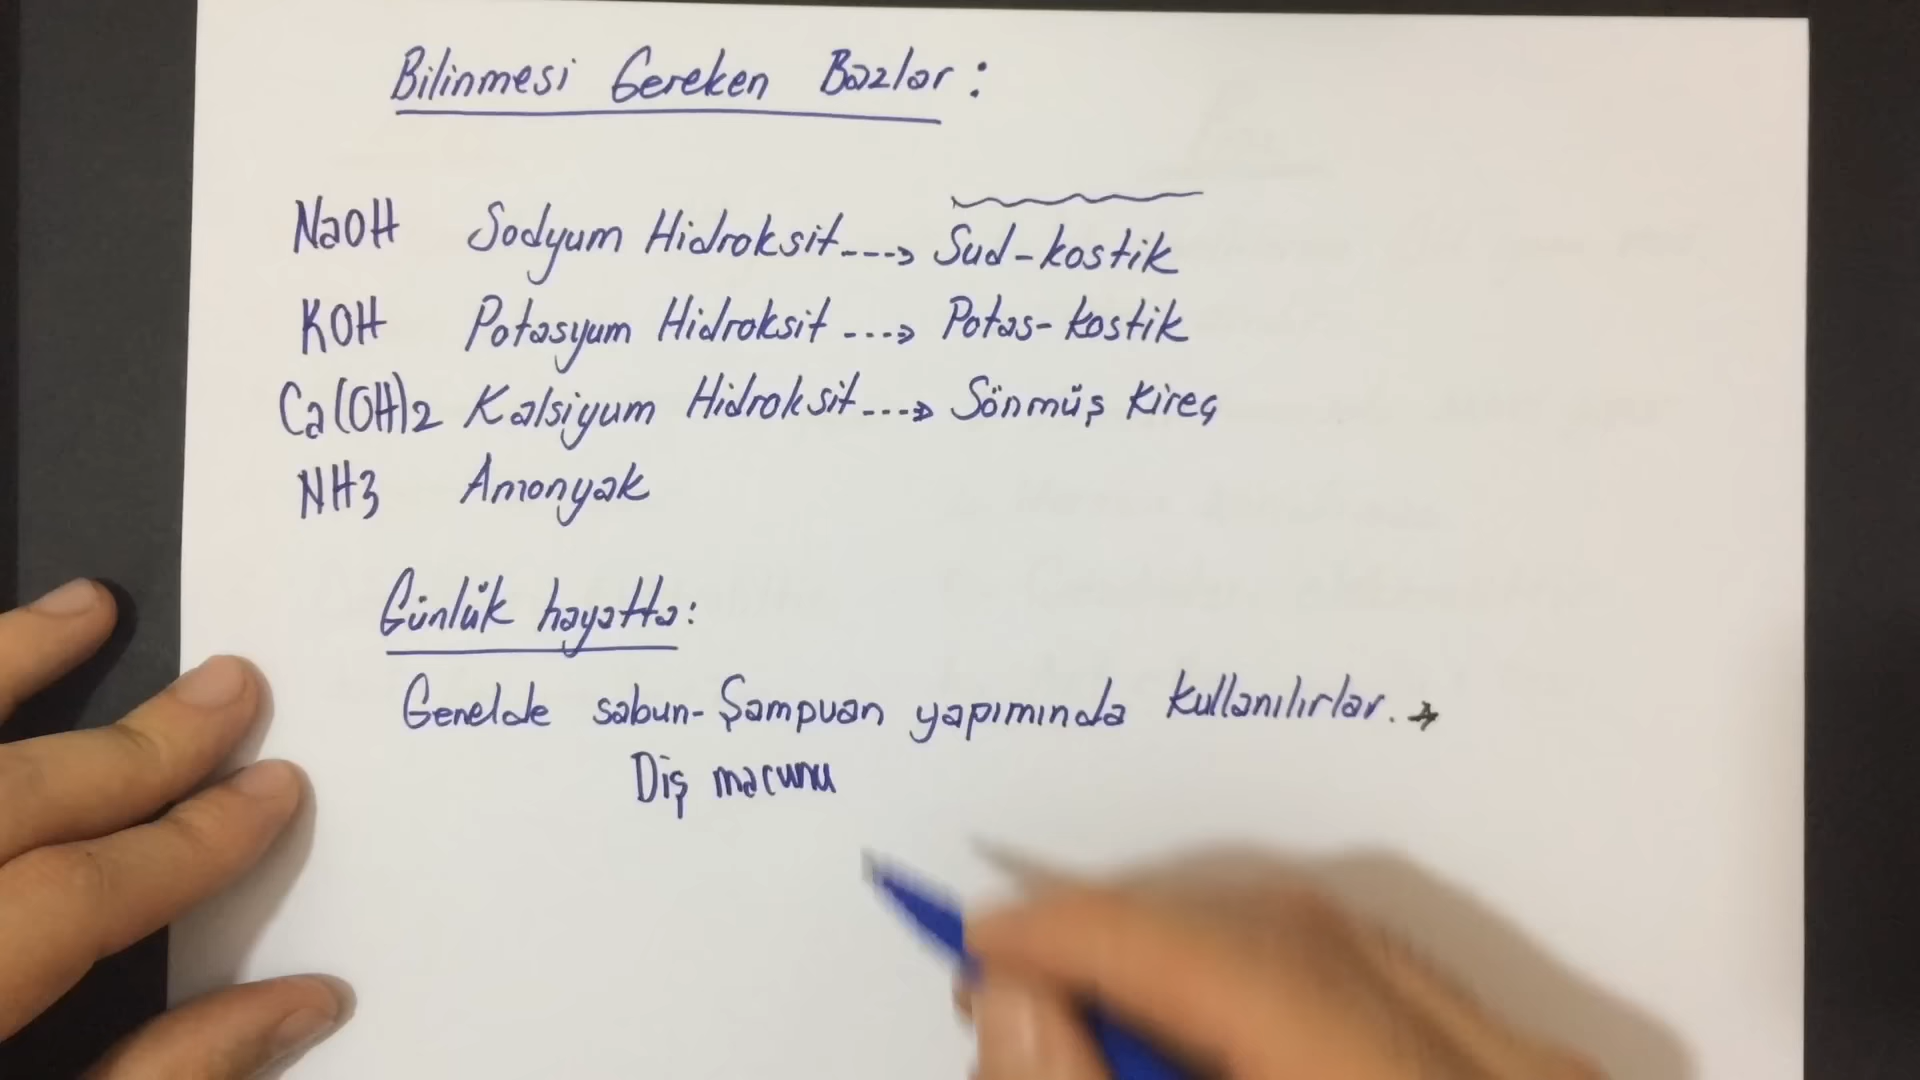 Bilinmesi Gereken Bazlar:
NaOH Sodyum Hidroksit ---> Sud-kostik
KOH Potasyum Hidroksit ---> Potas-kostik
Ca(OH)2 Kalsiyum Hidroksit ---> Sönmüş Kireç
NH3 Amonyak
Günlük hayatta:
Genelde sabun-Şampuan yapımında kullanılırlar. →
Diş macunu